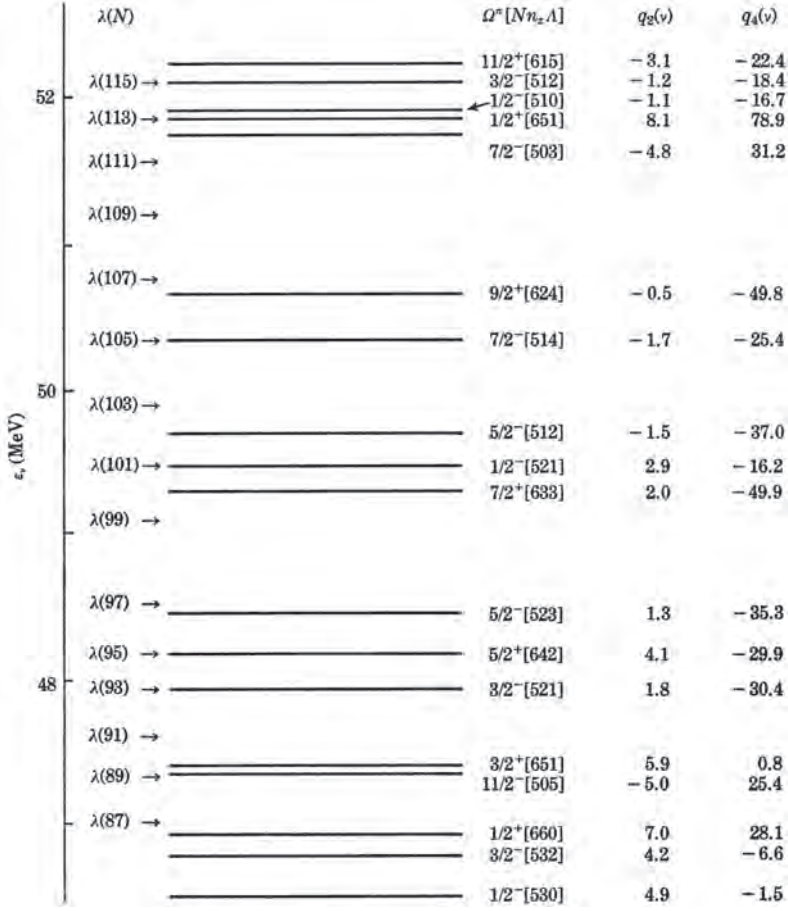 λ(N) Ω^π[Nn_zΛ] q₂(ν) q₄(ν)
11/2⁺[615] −3.1 −22.4
λ(115) → 3/2⁻[512] −1.2 −18.4
52 1/2⁻[510] −1.1 −16.7
λ(113) → 1/2⁺[651] 8.1 78.9
7/2⁻[503] −4.8 31.2
λ(111) →
λ(109) →
λ(107) →
9/2⁺[624] −0.5 −49.8
λ(105) → 7/2⁻[514] −1.7 −25.4
50
λ(103) →
5/2⁻[512] −1.5 −37.0
λ(101) → 1/2⁻[521] 2.9 −16.2
ε_ν (MeV)
7/2⁺[633] 2.0 −49.9
λ(99) →
λ(97) →
5/2⁻[523] 1.3 −35.3
λ(95) → 5/2⁺[642] 4.1 −29.9
48
λ(93) → 3/2⁻[521] 1.8 −30.4
λ(91) →
3/2⁺[651] 5.9 0.8
λ(89) → 11/2⁻[505] −5.0 25.4
λ(87) →
1/2⁺[660] 7.0 28.1
3/2⁻[532] 4.2 −6.6
1/2⁻[530] 4.9 −1.5